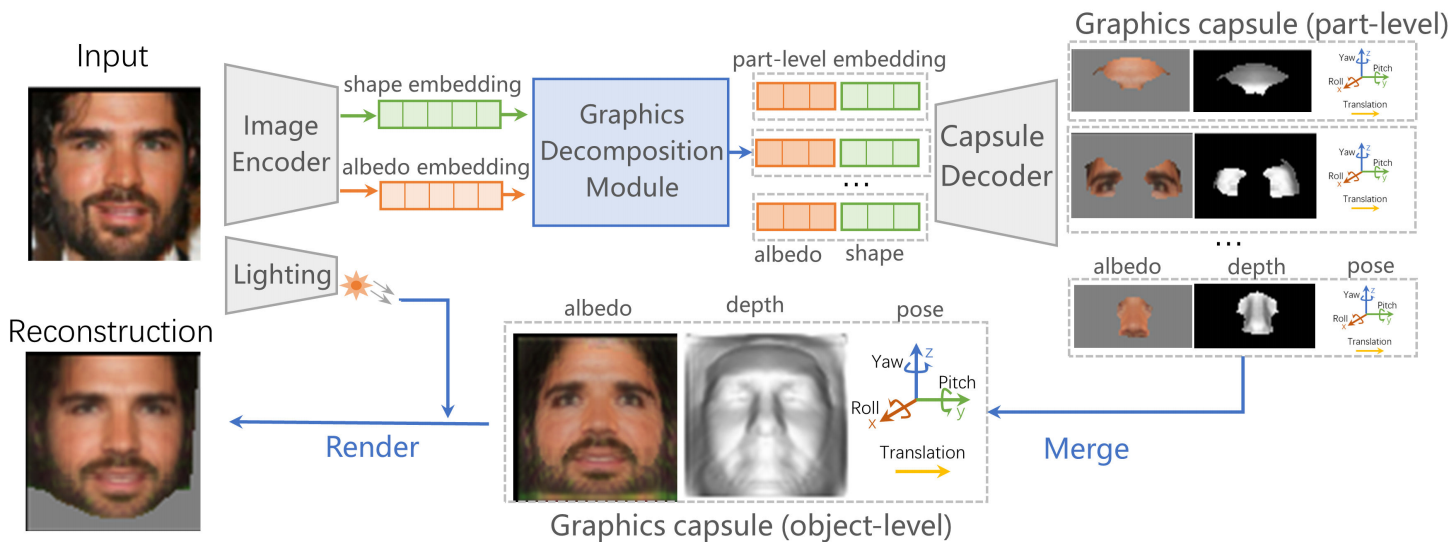 Input
Image
Encoder
shape embedding
albedo embedding
Graphics
Decomposition
Module
part-level embedding
...
albedo
shape
Capsule
Decoder
Graphics capsule (part-level)
Yaw
z
Pitch
Roll
x
y
Translation
Yaw
z
Pitch
Roll
x
y
Translation
...
albedo
depth
pose
Yaw
z
Pitch
Roll
x
y
Translation
Merge
Lighting
albedo
depth
pose
Yaw
z
Pitch
Roll
x
y
Translation
Graphics capsule (object-level)
Render
Reconstruction